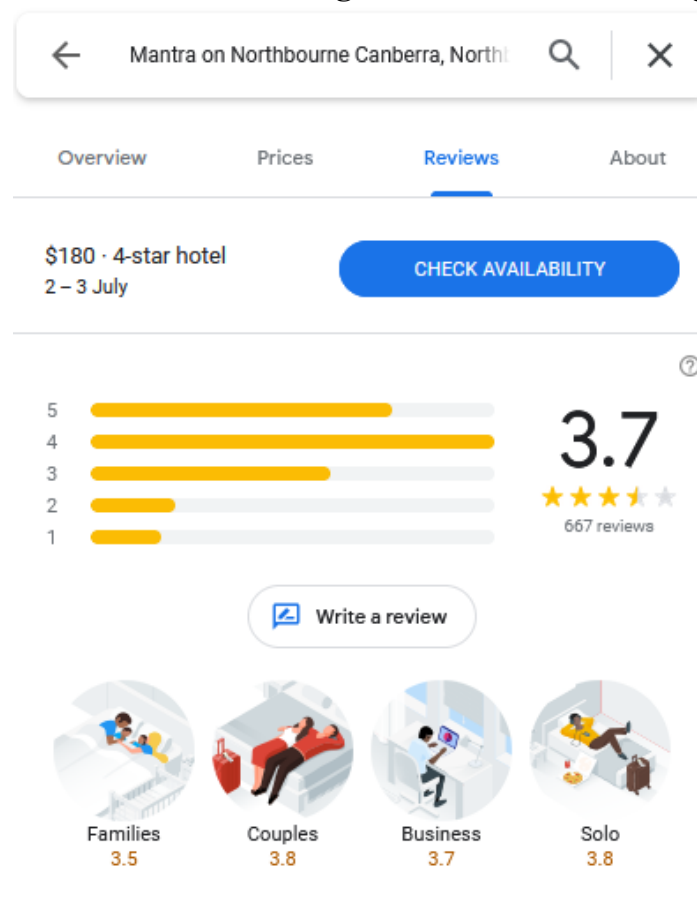 Mantra on Northbourne Canberra, North
Overview Prices Reviews About
$180 · 4-star hotel
2 – 3 July
CHECK AVAILABILITY
5
4
3
2
1
3.7
667 reviews
Write a review
Families Couples Business Solo
3.5 3.8 3.7 3.8